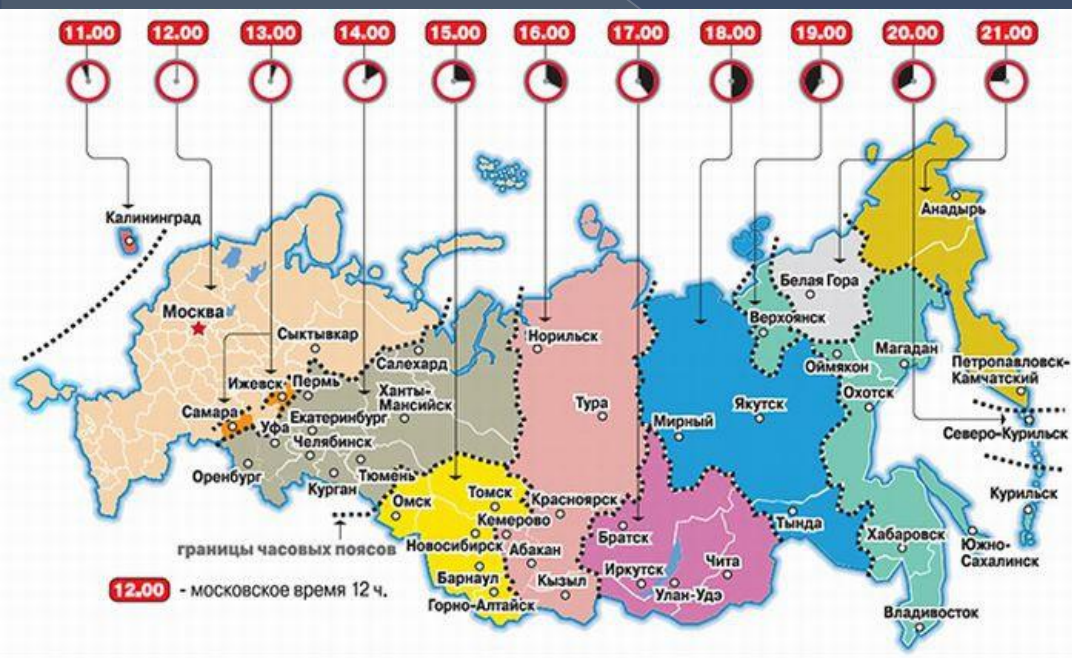 11.00
12.00
13.00
14.00
15.00
16.00
17.00
18.00
19.00
20.00
21.00
Калининград
Анадырь
Белая Гора
Москва
Верхоянск
Сыктывкар
Норильск
Салехард
Магадан
Оймякон
Петропавловск-
Камчатский
Ижевск
Пермь
Ханты-
Мансийск
Охотск
Самара
Екатеринбург
Тура
Якутск
Мирный
Уфа
Челябинск
Северо-Курильск
Оренбург
Тюмень
Курган
Омск
Томск
Красноярск
Курильск
Кемерово
Тында
Братск
Хабаровск
границы часовых поясов
Новосибирск
Абакан
Южно-
Сахалинск
Чита
Иркутск
Барнаул
Кызыл
Улан-Удэ
12.00 - московское время 12 ч.
Горно-Алтайск
Владивосток